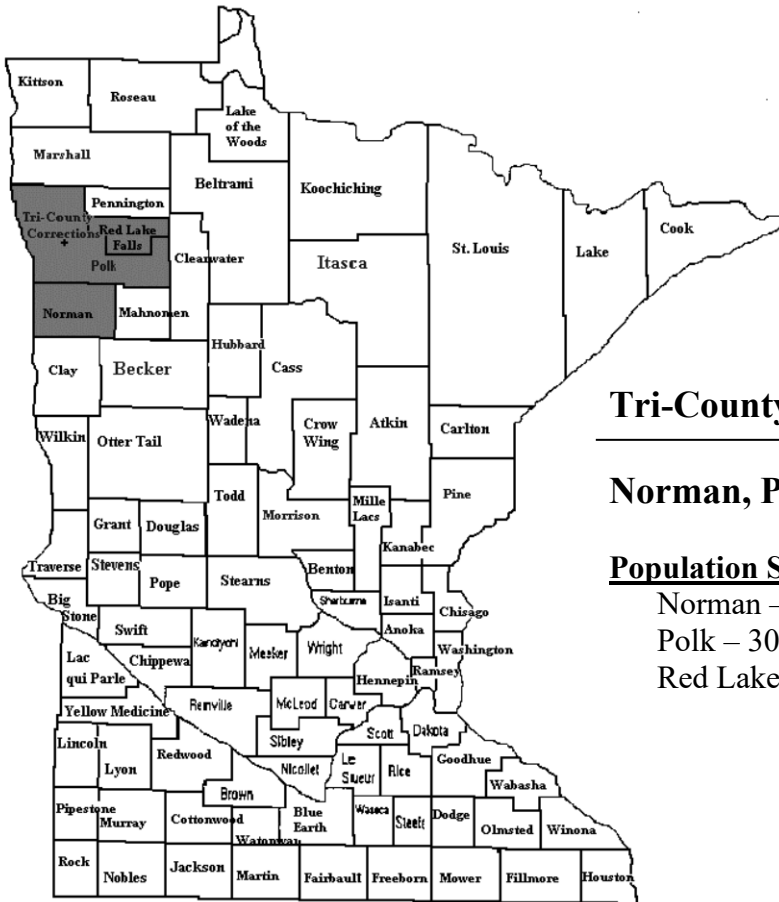 Kittson
Roseau
Lake
of the
Woods
Marshall
Beltrami
Koochiching
Pennington
Tri-County
Corrections
Red Lake
Falls
Polk
Clearwater
Itasca
St. Louis
Lake
Cook
Norman
Mahnomen
Hubbard
Cass
Clay
Becker
Wadena
Crow
Wing
Atkin
Carlton
Wilkin
Otter Tail
Todd
Morrison
Mille
Lacs
Pine
Kanabec
Grant
Douglas
Traverse
Stevens
Pope
Stearns
Benton
Sherburne
Isanti
Chisago
Anoka
Washington
Big
Stone
Swift
Kandiyohi
Meeker
Wright
Hennepin
Ramsey
Lac
qui Parle
Chippewa
Yellow Medicine
Renville
McLeod
Carver
Scott
Dakota
Sibley
Lincoln
Lyon
Redwood
Nicollet
Le
Sueur
Rice
Goodhue
Wabasha
Brown
Pipestone
Murray
Cottonwood
Watonwan
Blue
Earth
Waseca
Steele
Dodge
Olmsted
Winona
Rock
Nobles
Jackson
Martin
Fairbault
Freeborn
Mower
Fillmore
Houston
Tri-County
Norman, P
Population S
Norman –
Polk – 30
Red Lake